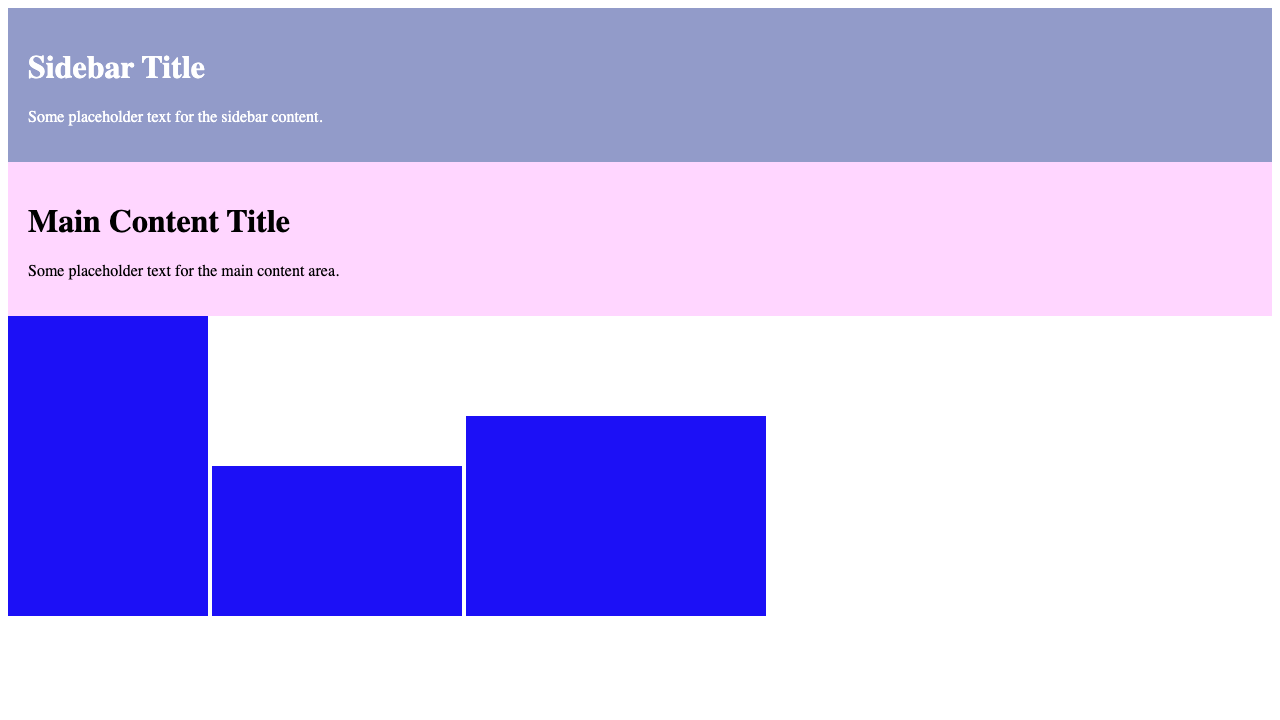 Sidebar Title
Some placeholder text for the sidebar content.
Main Content Title
Some placeholder text for the main content area.